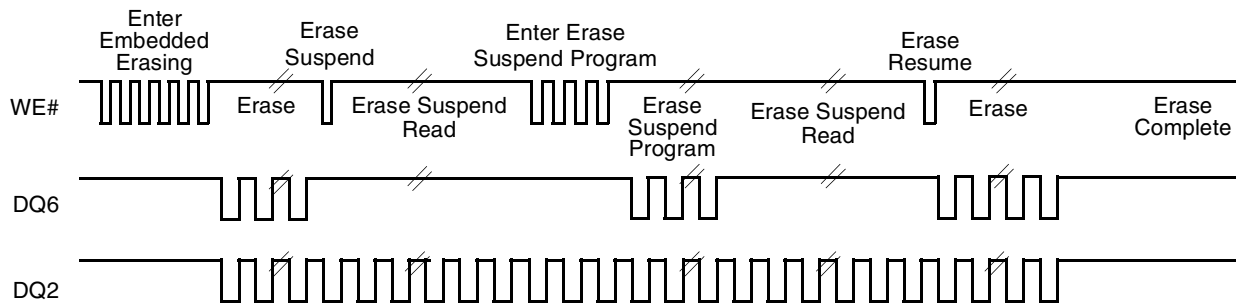 Enter
Embedded
Erasing
Erase
Suspend
Enter Erase
Suspend Program
Erase
Resume
WE#
Erase
Erase Suspend
Read
Erase
Suspend
Program
Erase Suspend
Read
Erase
Erase
Complete
DQ6
DQ2